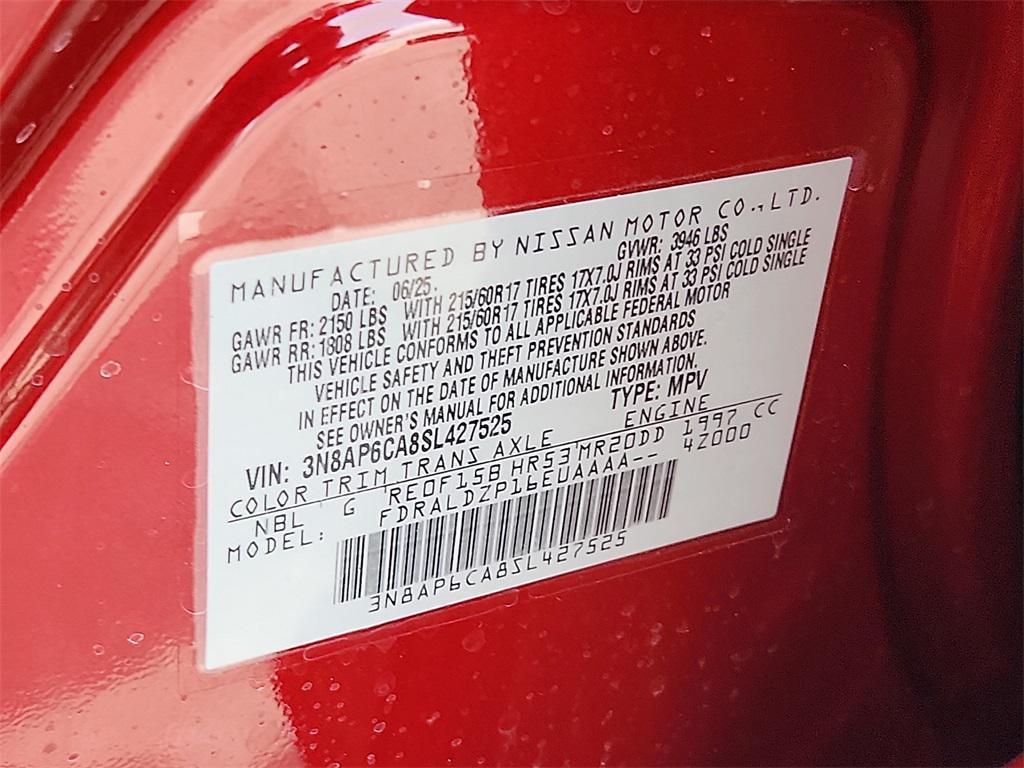 MANUFACTURED BY NISSAN MOTOR CO., LTD.
DATE: 06/25. GVWR: 3946 LBS
GAWR FR: 2150 LBS WITH 215/60R17 TIRES 17X7.0J RIMS AT 33 PSI COLD SINGLE
GAWR RR: 1808 LBS WITH 215/60R17 TIRES 17X7.0J RIMS AT 33 PSI COLD SINGLE
THIS VEHICLE CONFORMS TO ALL APPLICABLE FEDERAL MOTOR
VEHICLE SAFETY AND THEFT PREVENTION STANDARDS
IN EFFECT ON THE DATE OF MANUFACTURE SHOWN ABOVE.
SEE OWNER'S MANUAL FOR ADDITIONAL INFORMATION.
VIN: 3N8AP6CA8SL427525 TYPE: MPV
COLOR TRIM TRANS AXLE ENGINE
NBL G RE0F15B HR53 MR20DD 1997 CC
MODEL: FDRALDZP16EUAAAA-- 4Z000
3N8AP6CA8SL427525